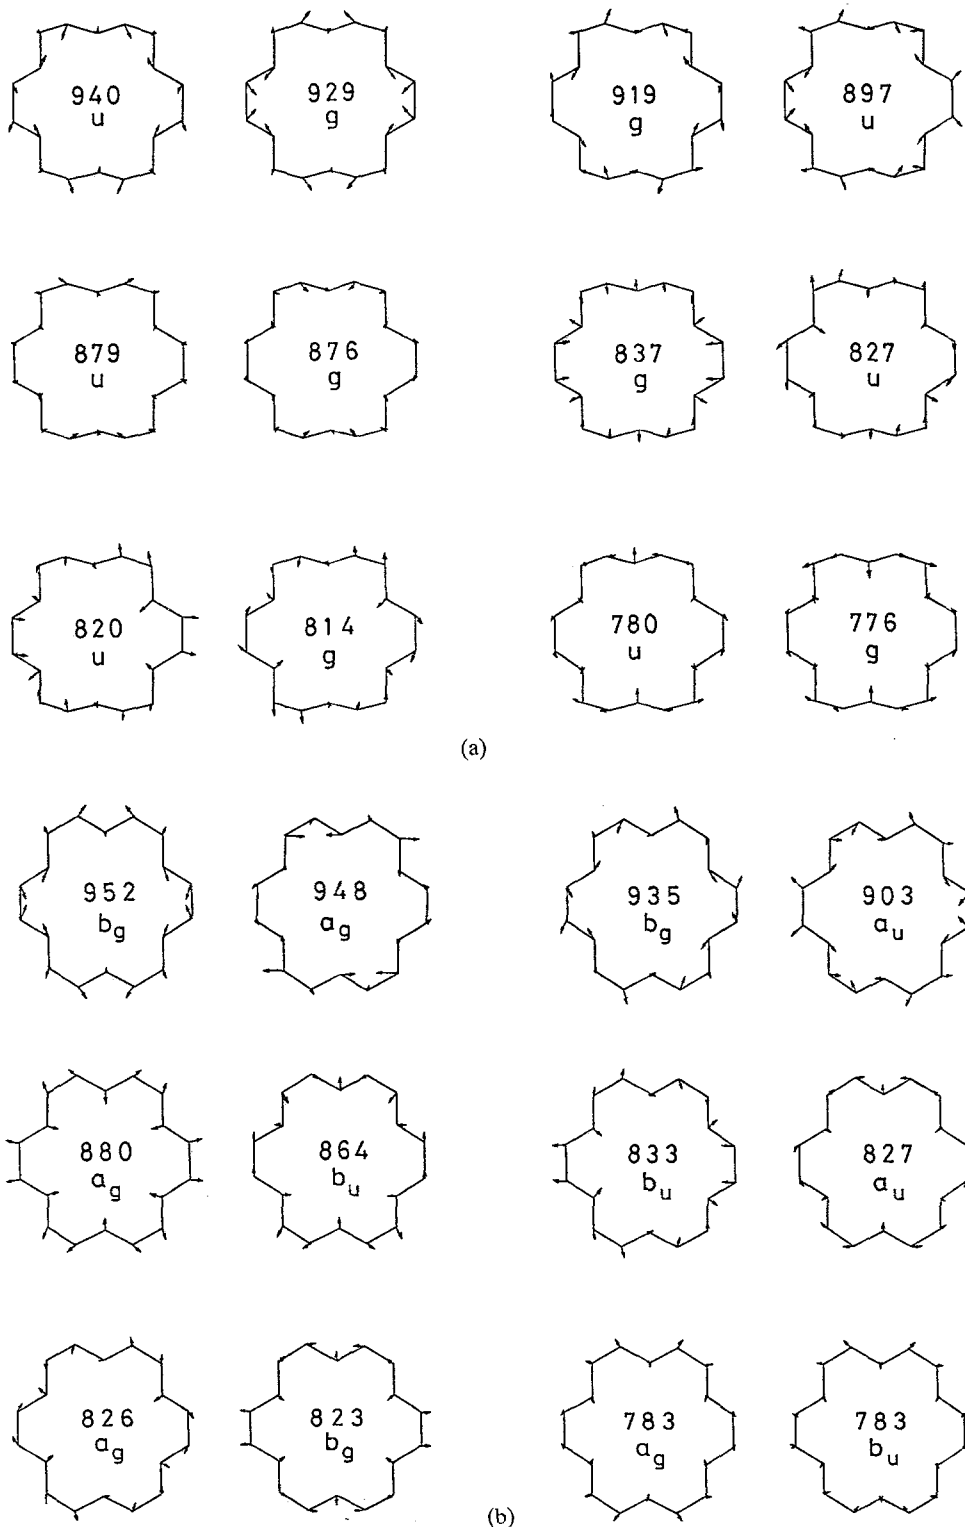 940 929 919 897
u g g u
879 876 837 827
u g g u
820 814 780 776
u g u g
(a)
952 948 935 903
bg ag bg au
880 864 833 827
ag bu bu au
826 823 783 783
ag bg ag bu
(b)